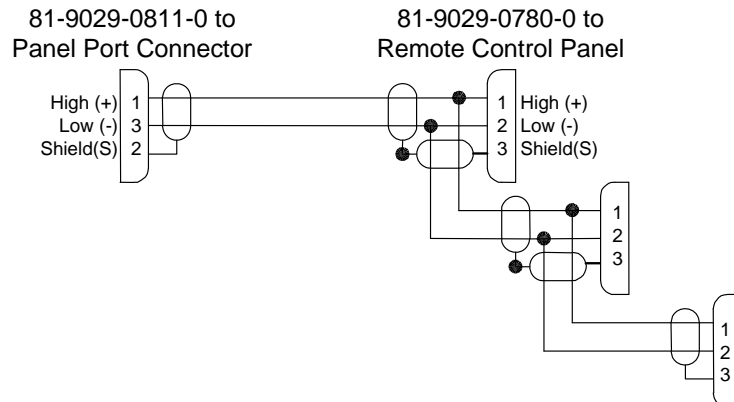 81-9029-0811-0 to
Panel Port Connector
81-9029-0780-0 to
Remote Control Panel
High (+) 1
Low (-) 3
Shield(S) 2
1 High (+)
2 Low (-)
3 Shield(S)
1
2
3
1
2
3